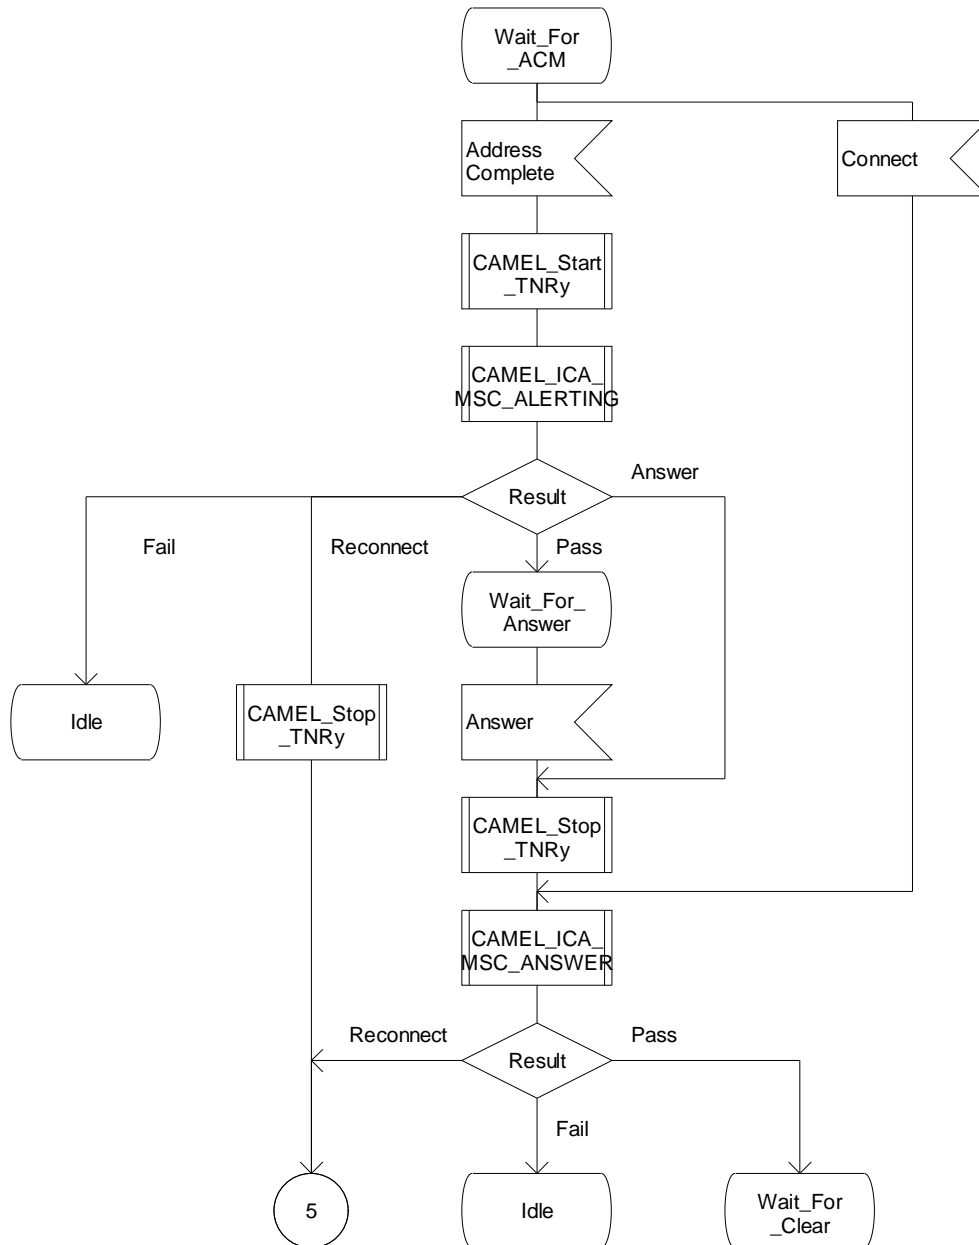 Wait_For
_ACM
Address
Complete
Connect
CAMEL_Start
_TNRy
CAMEL_ICA_
MSC_ALERTING
Result
Answer
Fail
Reconnect
Pass
Wait_For_
Answer
Idle
CAMEL_Stop
_TNRy
Answer
CAMEL_Stop
_TNRy
CAMEL_ICA_
MSC_ANSWER
Reconnect
Result
Pass
Fail
5
Idle
Wait_For
_Clear